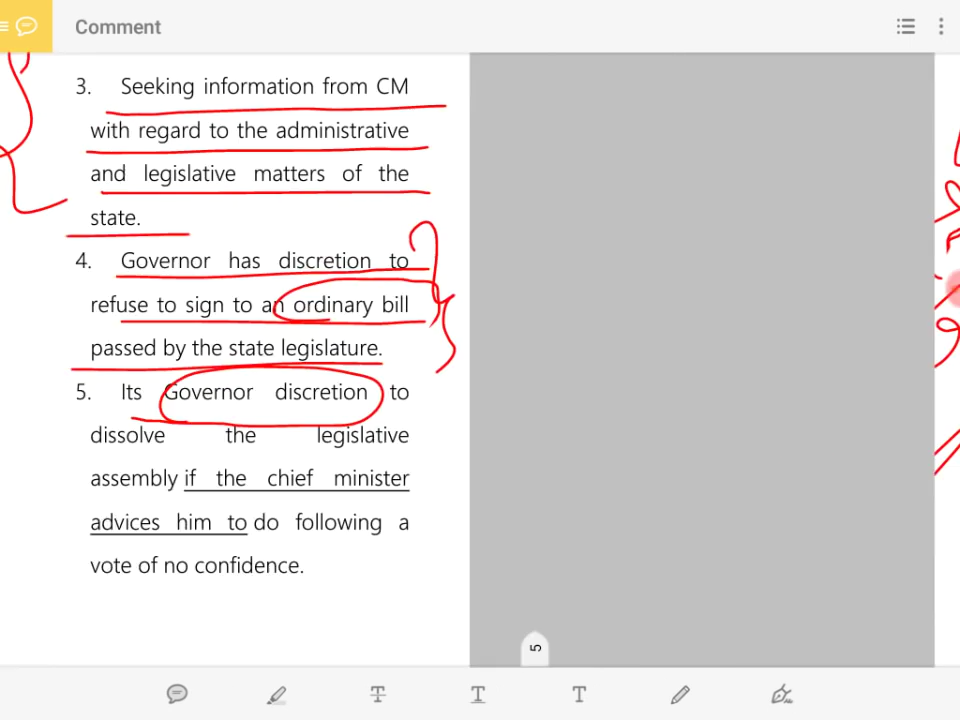 Comment
3. Seeking information from CM
with regard to the administrative
and legislative matters of the
state.
4. Governor has discretion to
refuse to sign to an ordinary bill
passed by the state legislature.
5. Its Governor discretion to
dissolve the legislative
assembly if the chief minister
advices him to do following a
vote of no confidence.
5
T
T
T